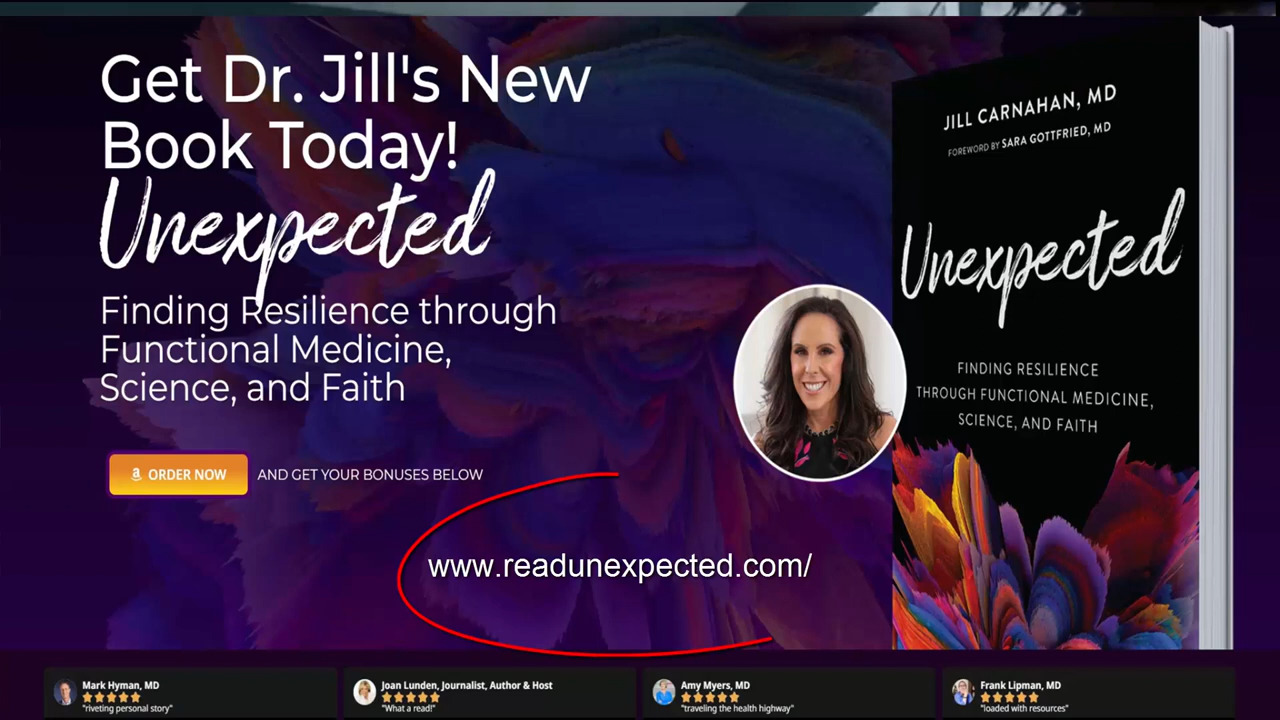 Get Dr. Jill's New
Book Today!
Unexpected
Finding Resilience through
Functional Medicine,
Science, and Faith
ORDER NOW AND GET YOUR BONUSES BELOW
www.readunexpected.com/
JILL CARNAHAN, MD
FOREWORD BY SARA GOTTFRIED, MD
Unexpected
FINDING RESILIENCE
THROUGH FUNCTIONAL MEDICINE,
SCIENCE, AND FAITH
Mark Hyman, MD
"riveting personal story"
Joan Lunden, Journalist, Author & Host
"What a read!"
Amy Myers, MD
"traveling the health highway"
Frank Lipman, MD
"loaded with resources"